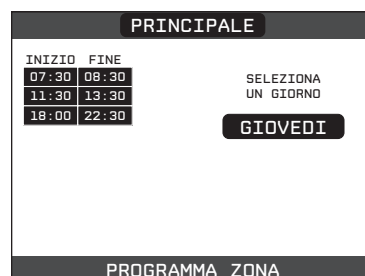 PRINCIPALE
INIZIO FINE
07:30 08:30
11:30 13:30
18:00 22:30
SELEZIONA
UN GIORNO
GIOVEDI
PROGRAMMA ZONA